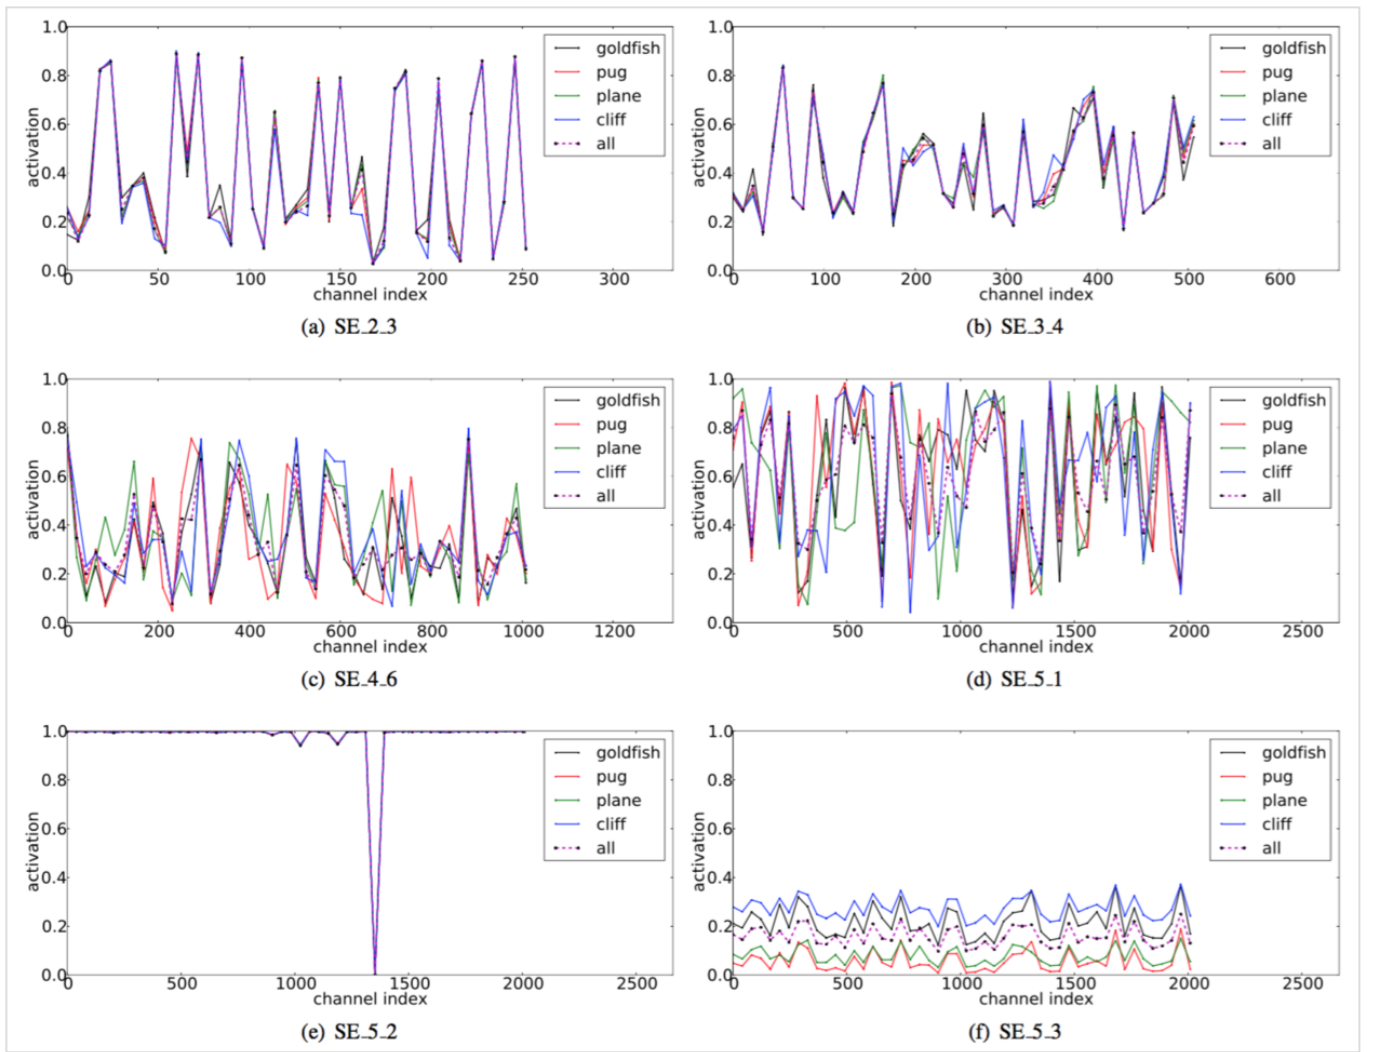 1.0
0.8
0.6
0.4
0.2
0.0
activation
0
50
100
150
200
250
300
channel index
goldfish
pug
plane
cliff
all
(a) SE_2_3
1.0
0.8
0.6
0.4
0.2
0.0
activation
0
100
200
300
400
500
600
channel index
goldfish
pug
plane
cliff
all
(b) SE_3_4
1.0
0.8
0.6
0.4
0.2
0.0
activation
0
200
400
600
800
1000
1200
channel index
goldfish
pug
plane
cliff
all
(c) SE_4_6
1.0
0.8
0.6
0.4
0.2
0.0
activation
0
500
1000
1500
2000
2500
channel index
goldfish
pug
plane
cliff
all
(d) SE_5_1
1.0
0.8
0.6
0.4
0.2
0.0
activation
0
500
1000
1500
2000
2500
channel index
goldfish
pug
plane
cliff
all
(e) SE_5_2
1.0
0.8
0.6
0.4
0.2
0.0
activation
0
500
1000
1500
2000
2500
channel index
goldfish
pug
plane
cliff
all
(f) SE_5_3